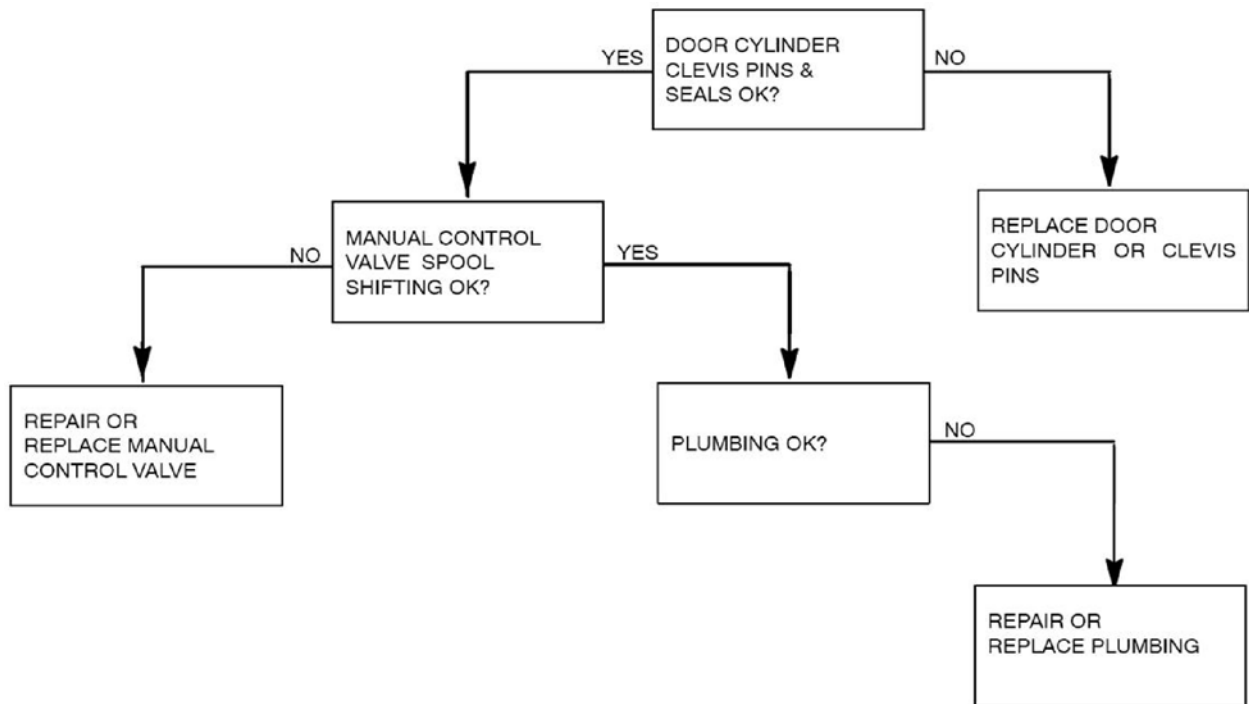 DOOR CYLINDER
CLEVIS PINS &
SEALS OK?
YES
NO
MANUAL CONTROL
VALVE SPOOL
SHIFTING OK?
REPLACE DOOR
CYLINDER OR CLEVIS
PINS
NO
YES
REPAIR OR
REPLACE MANUAL
CONTROL VALVE
PLUMBING OK?
NO
REPAIR OR
REPLACE PLUMBING